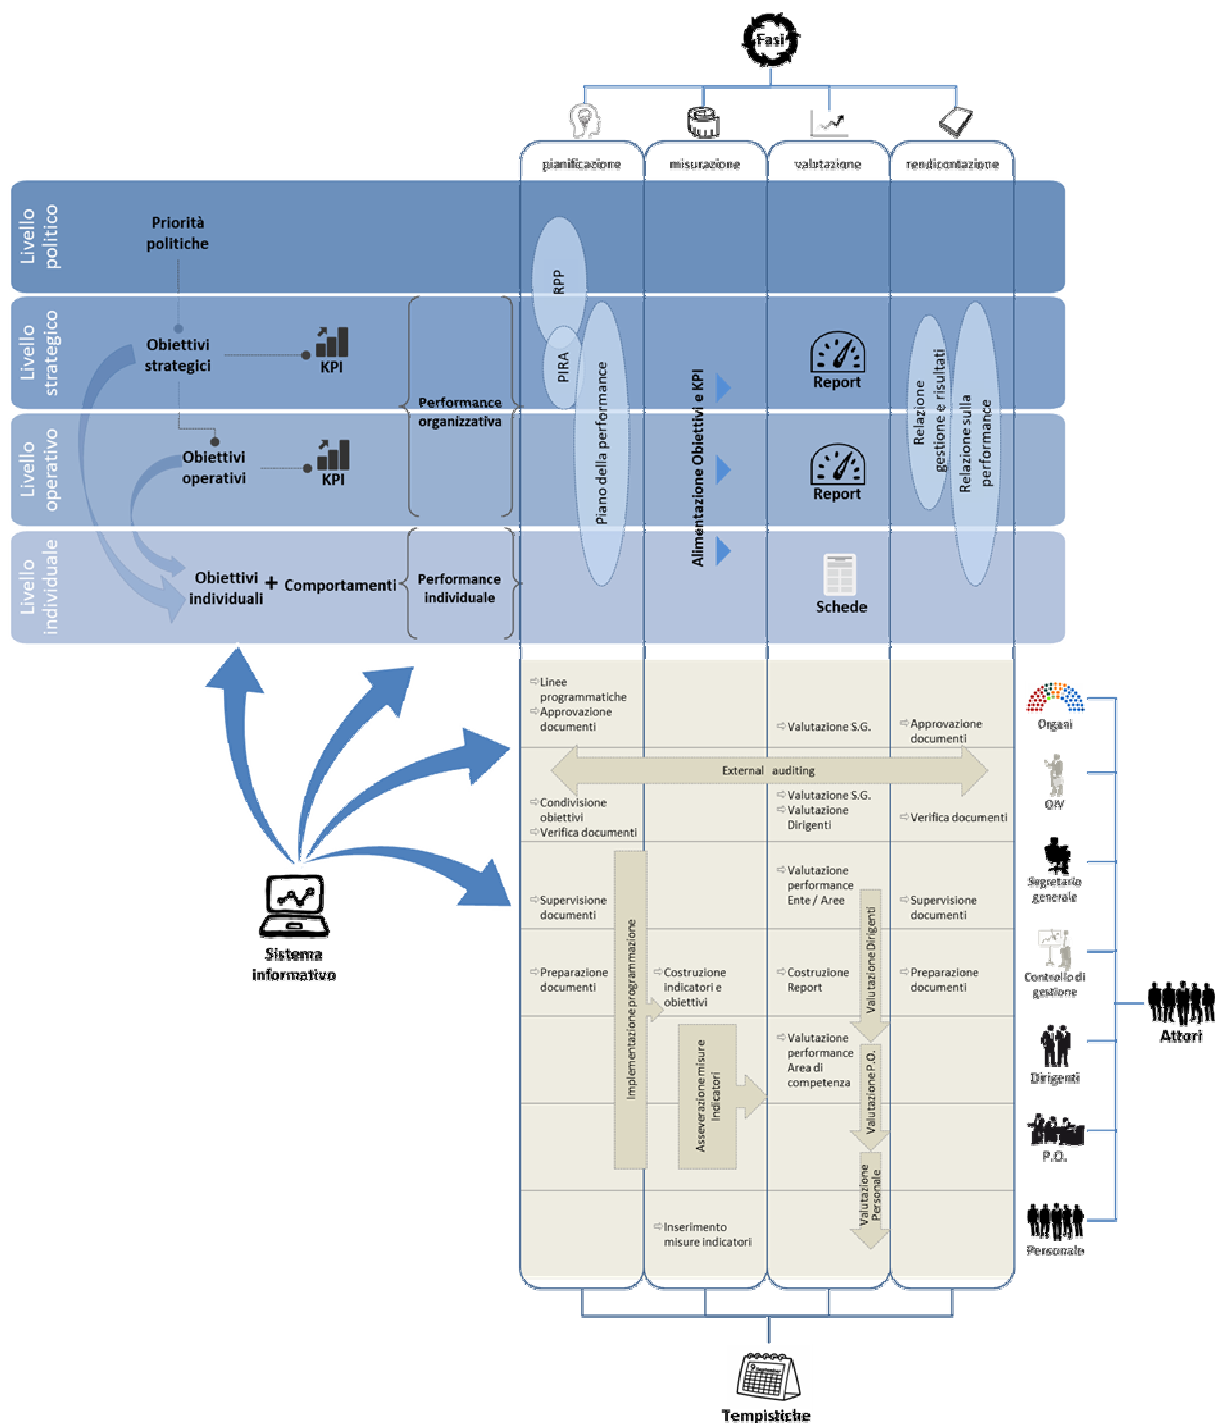 Fasi
pianificazione
misurazione
valutazione
rendicontazione
Livello
politico
Priorità
politiche
RPP
Livello
strategico
Obiettivi
strategici
KPI
PIRA
Report
Performance
organizzativa
Piano della performance
Alimentazione Obiettivi e KPI
Relazione
gestione e risultati
Relazione sulla
performance
Livello
operativo
Obiettivi
operativi
KPI
Report
Livello
individuale
Obiettivi
individuali
+
Comportamenti
Performance
individuale
Schede
⇨Linee
programmatiche
⇨Approvazione
documenti
⇨Valutazione S.G.
⇨Approvazione
documenti
Organi
External auditing
⇨Condivisione
obiettivi
⇨Verifica documenti
⇨Valutazione S.G.
⇨Valutazione
Dirigenti
⇨Verifica documenti
OIV
⇨Supervisione
documenti
⇨Valutazione
performance
Ente / Aree
⇨Supervisione
documenti
Segretario
generale
Sistema
informativo
Implementazione programmazione
Valutazione Dirigenti
⇨Preparazione
documenti
⇨Costruzione
indicatori e
obiettivi
⇨Costruzione
Report
⇨Preparazione
documenti
Controllo di
gestione
Attori
Asseverazione misure
Indicatori
⇨Valutazione
performance
Area di
competenza
Valutazione P.O.
Dirigenti
P.O.
Valutazione
Personale
⇨Inserimento
misure indicatori
Personale
September
Tempistiche